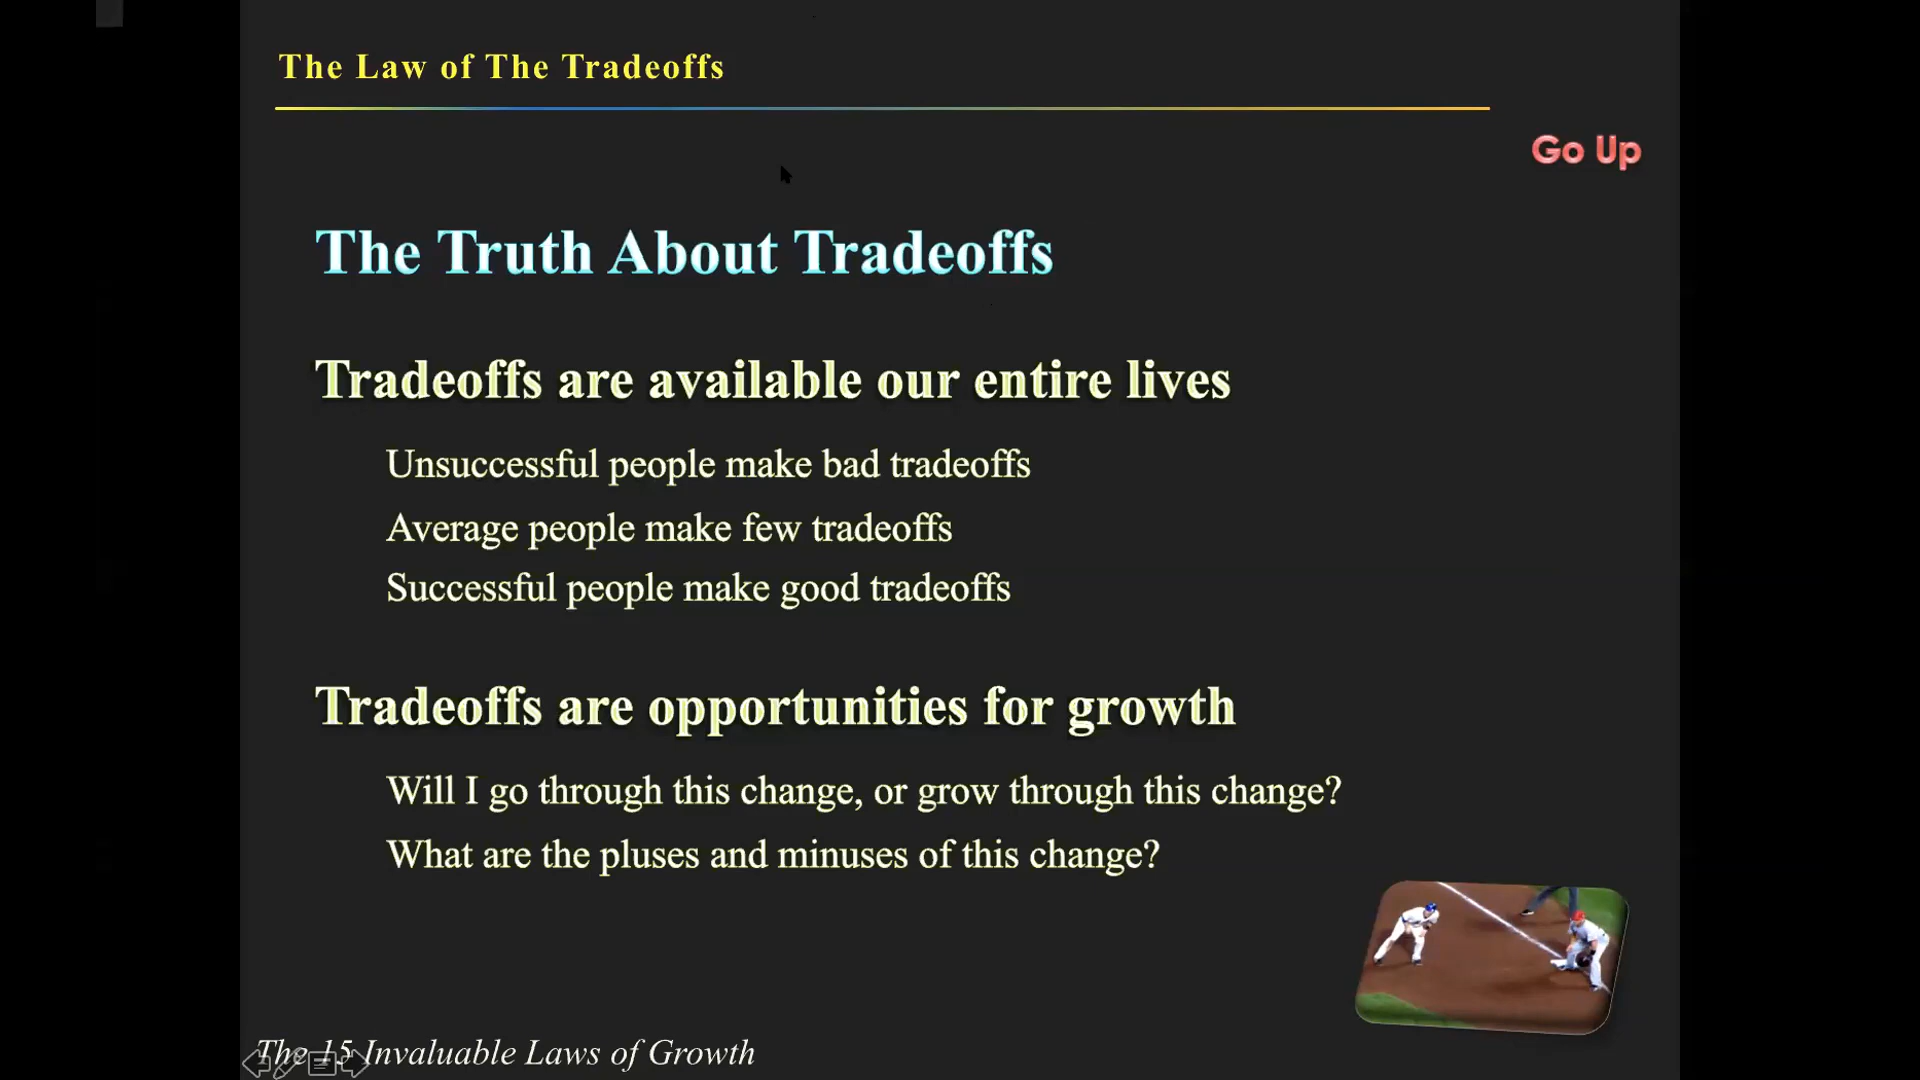 The Law of The Tradeoffs
Go Up
The Truth About Tradeoffs
Tradeoffs are available our entire lives
Unsuccessful people make bad tradeoffs
Average people make few tradeoffs
Successful people make good tradeoffs
Tradeoffs are opportunities for growth
Will I go through this change, or grow through this change?
What are the pluses and minuses of this change?
The 15 Invaluable Laws of Growth